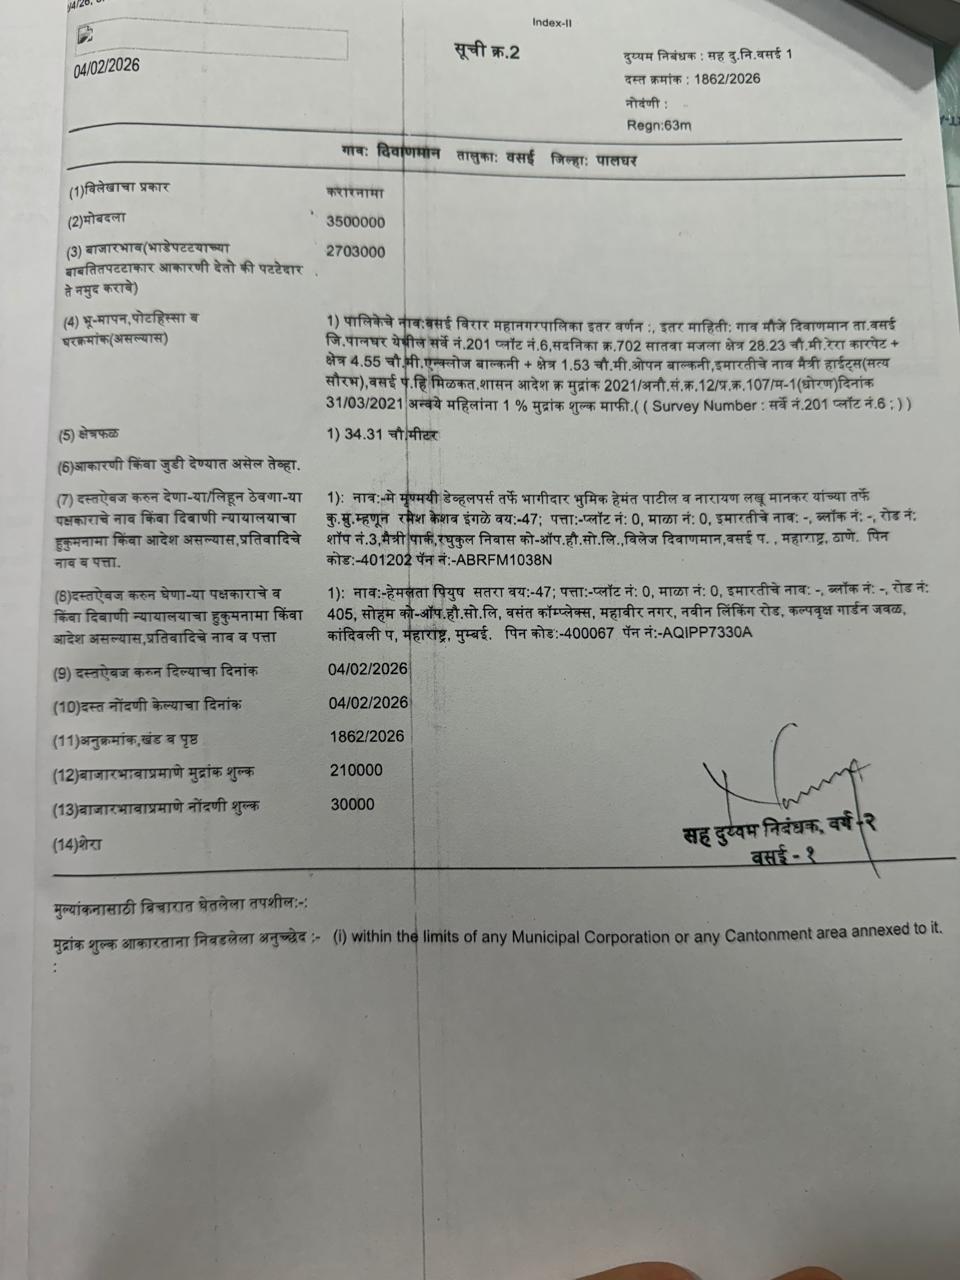 Index-II
04/02/2026
सूची क्र.2
दुय्यम निबंधक : सह दु.नि.वसई 1
दस्त क्रमांक : 1862/2026
नोदंणी :
Regn:63m
गाव: दिवाणमान तालुका: वसई जिल्हा: पालघर
(1)विलेखाचा प्रकार करारनामा
(2)मोबदला 3500000
(3) बाजारभाव(भाडेपटटयाच्या 2703000
बाबतितपटटाकार आकारणी देतो की पटटेदार
ते नमुद करावे)
(4) भू-मापन,पोटहिस्सा व
घरक्रमांक(असल्यास)
1) पालिकेचे नाव:वसई विरार महानगरपालिका इतर वर्णन :, इतर माहिती: गाव मौजे दिवाणमान ता.वसई
जि.पालघर येथील सर्वे नं.201 प्लॉट नं.6,सदनिका क्र.702 सातवा मजला क्षेत्र 28.23 चौ.मी.रेरा कारपेट +
क्षेत्र 4.55 चौ.मी.एन्क्लोज बाल्कनी + क्षेत्र 1.53 चौ.मी.ओपन बाल्कनी,इमारतीचे नाव मैत्री हाईट्स(सत्य
सौरभ),वसई प.हि मिळकत.शासन आदेश क्र मुद्रांक 2021/अनौ.सं.क्र.12/प्र.क्र.107/म-1(धोरण)दिनांक
31/03/2021 अन्वये महिलांना 1 % मुद्रांक शुल्क माफी.( ( Survey Number : सर्वे नं.201 प्लॉट नं.6 ; ) )
(5) क्षेत्रफळ 1) 34.31 चौ.मीटर
(6)आकारणी किंवा जुडी देण्यात असेल तेव्हा.
(7) दस्तऐवज करुन देणा-या/लिहून ठेवणा-या
पक्षकाराचे नाव किंवा दिवाणी न्यायालयाचा
हुकुमनामा किंवा आदेश असल्यास,प्रतिवादिचे
नाव व पत्ता.
1): नाव:-मे मृण्मयी डेव्हलपर्स तर्फे भागीदार भुमिक हेमंत पाटील व नारायण लखू मानकर यांच्या तर्फे
कु.मु.म्हणून रमेश केशव इंगळे वय:-47; पत्ता:-प्लॉट नं: 0, माळा नं: 0, इमारतीचे नाव: -, ब्लॉक नं: -, रोड नं:
शॉप नं.3,मैत्री पार्क,रघुकुल निवास को-ऑप.हौ.सो.लि.,विलेज दिवाणमान,वसई प. , महाराष्ट्र, ठाणे. पिन
कोड:-401202 पॅन नं:-ABRFM1038N
(8)दस्तऐवज करुन घेणा-या पक्षकाराचे व
किंवा दिवाणी न्यायालयाचा हुकुमनामा किंवा
आदेश असल्यास,प्रतिवादिचे नाव व पत्ता
1): नाव:-हेमलता पियुष सतरा वय:-47; पत्ता:-प्लॉट नं: 0, माळा नं: 0, इमारतीचे नाव: -, ब्लॉक नं: -, रोड नं:
405, सोहम को-ऑप.हौ.सो.लि, वसंत कॉम्प्लेक्स, महावीर नगर, नवीन लिंकिंग रोड, कल्पवृक्ष गार्डन जवळ,
कांदिवली प, महाराष्ट्र, मुम्बई. पिन कोड:-400067 पॅन नं:-AQIPP7330A
(9) दस्तऐवज करुन दिल्याचा दिनांक 04/02/2026
(10)दस्त नोंदणी केल्याचा दिनांक 04/02/2026
(11)अनुक्रमांक,खंड व पृष्ठ 1862/2026
(12)बाजारभावाप्रमाणे मुद्रांक शुल्क 210000
(13)बाजारभावाप्रमाणे नोंदणी शुल्क 30000
(14)शेरा
सह दुय्यम निबंधक, वर्ग -२
वसई - १
मुल्यांकनासाठी विचारात घेतलेला तपशील:-:
मुद्रांक शुल्क आकारताना निवडलेला अनुच्छेद :- (i) within the limits of any Municipal Corporation or any Cantonment area annexed to it.
: